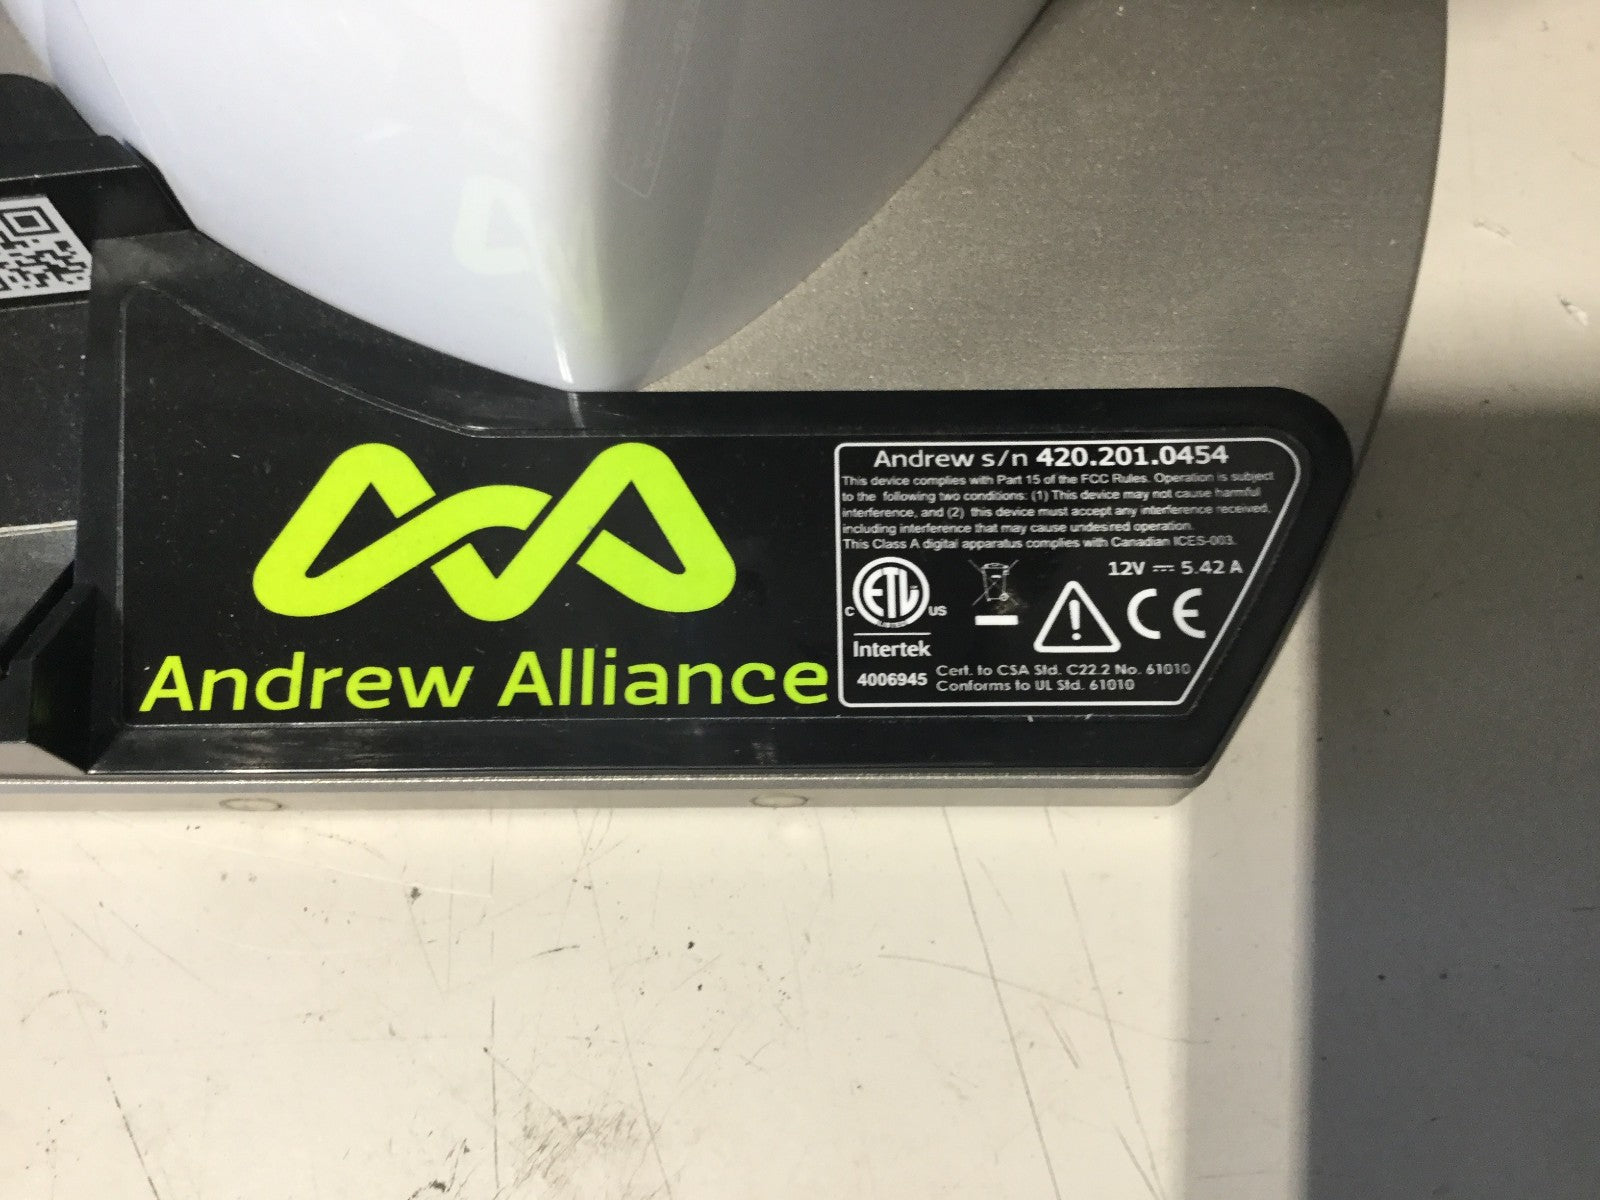 Andrew Alliance
Andrew s/n 420.201.0454
This device complies with Part 15 of the FCC Rules. Operation is subject
to the following two conditions: (1) This device may not cause harmful
interference, and (2) this device must accept any interference received,
including interference that may cause undesired operation.
This Class A digital apparatus complies with Canadian ICES-003.
12V ⎓ 5.42 A
C ETL US
LISTED
CE
Intertek
4006945
Cert. to CSA Std. C22.2 No. 61010
Conforms to UL Std. 61010